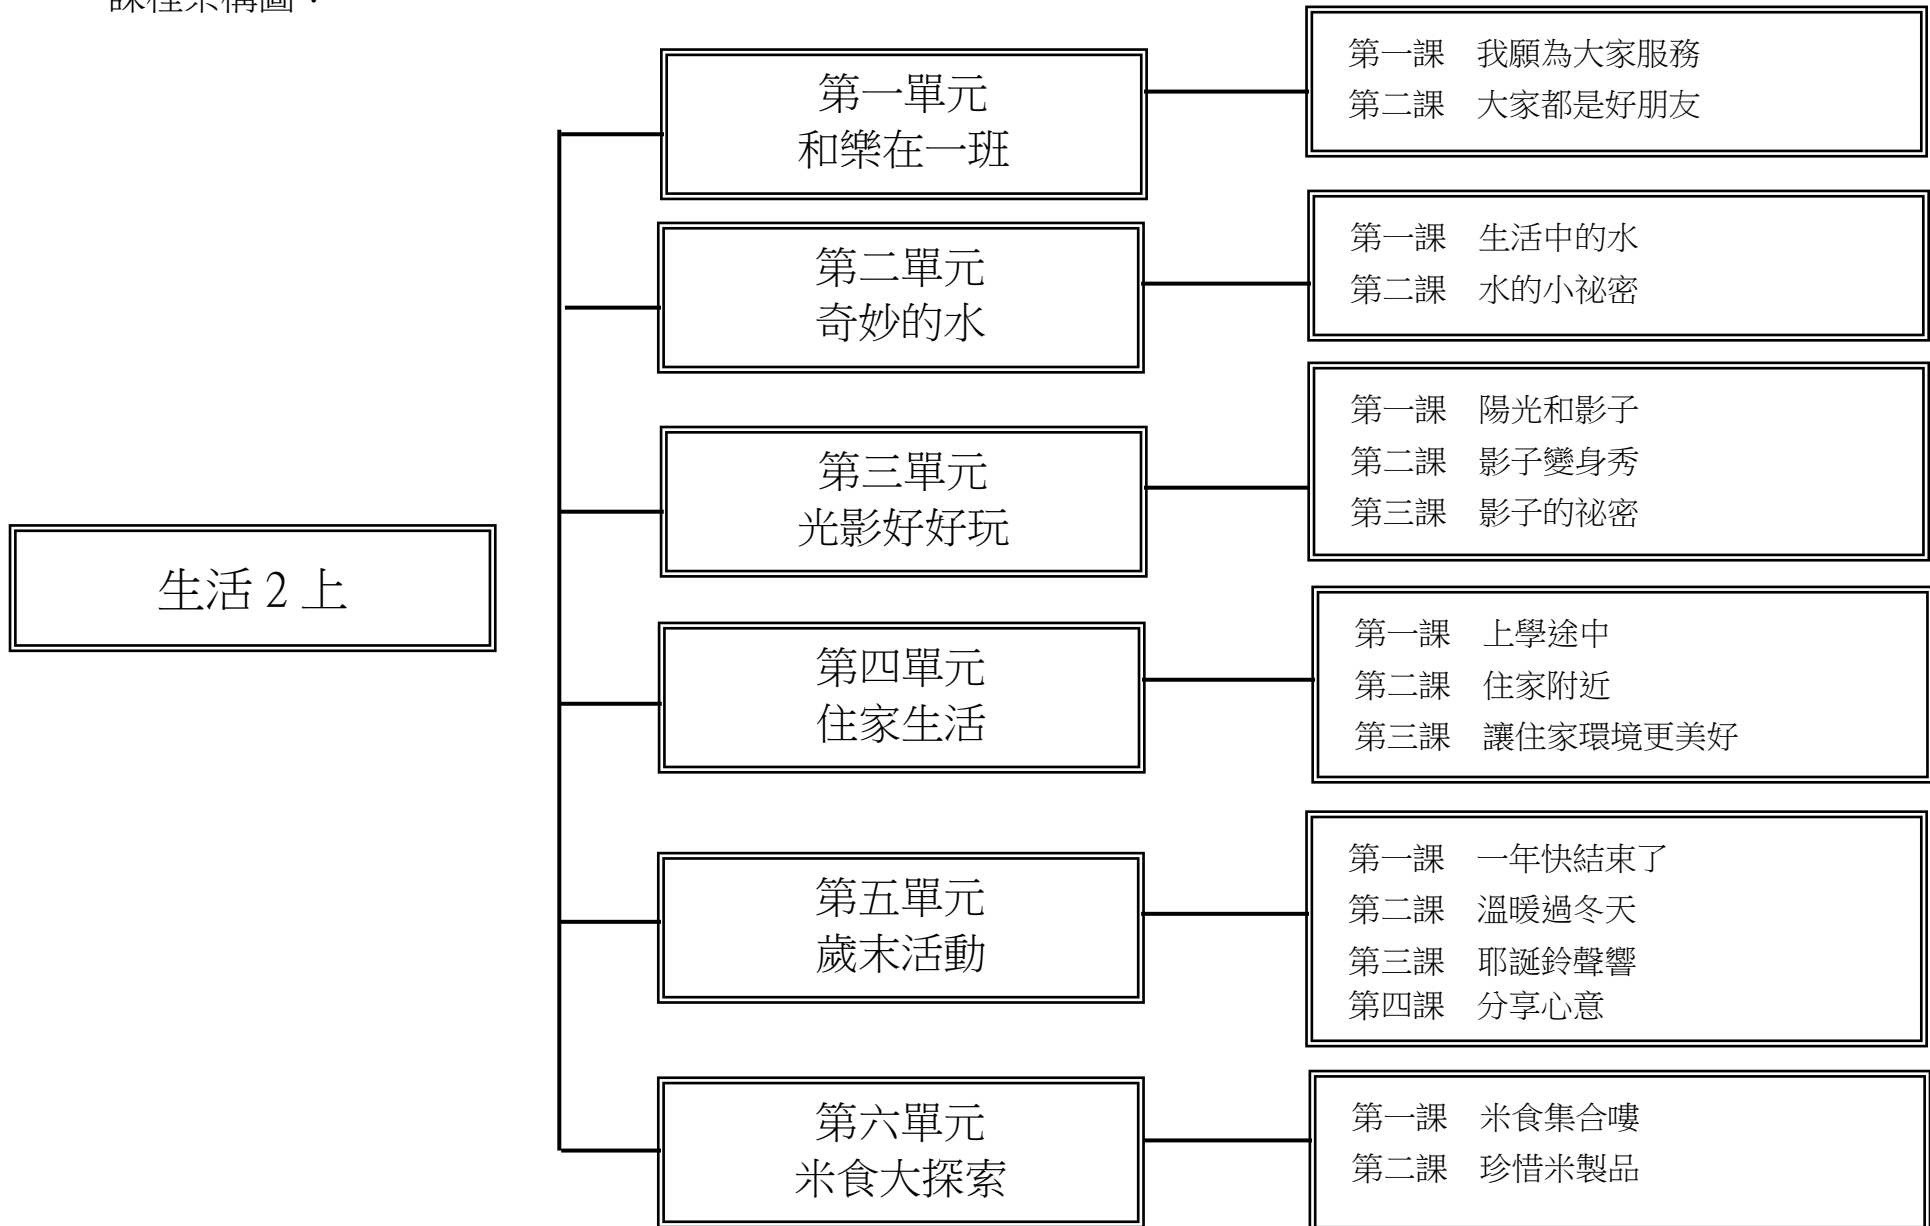 課程架構圖：
生活2上
第一單元
和樂在一班
第一課 我願為大家服務
第二課 大家都是好朋友
第二單元
奇妙的水
第一課 生活中的水
第二課 水的小祕密
第三單元
光影好好玩
第一課 陽光和影子
第二課 影子變身秀
第三課 影子的祕密
第四單元
住家生活
第一課 上學途中
第二課 住家附近
第三課 讓住家環境更美好
第五單元
歲末活動
第一課 一年快結束了
第二課 溫暖過冬天
第三課 耶誕鈴聲響
第四課 分享心意
第六單元
米食大探索
第一課 米食集合嘍
第二課 珍惜米製品